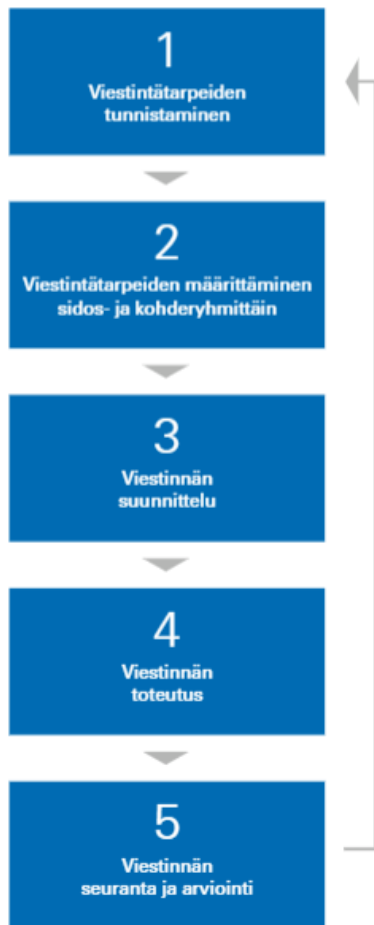 1
Viestintätarpeiden
tunnistaminen
2
Viestintätarpeiden määrittäminen
sidos- ja kohderyhmittäin
3
Viestinnän
suunnittelu
4
Viestinnän
toteutus
5
Viestinnän
seuranta ja arviointi